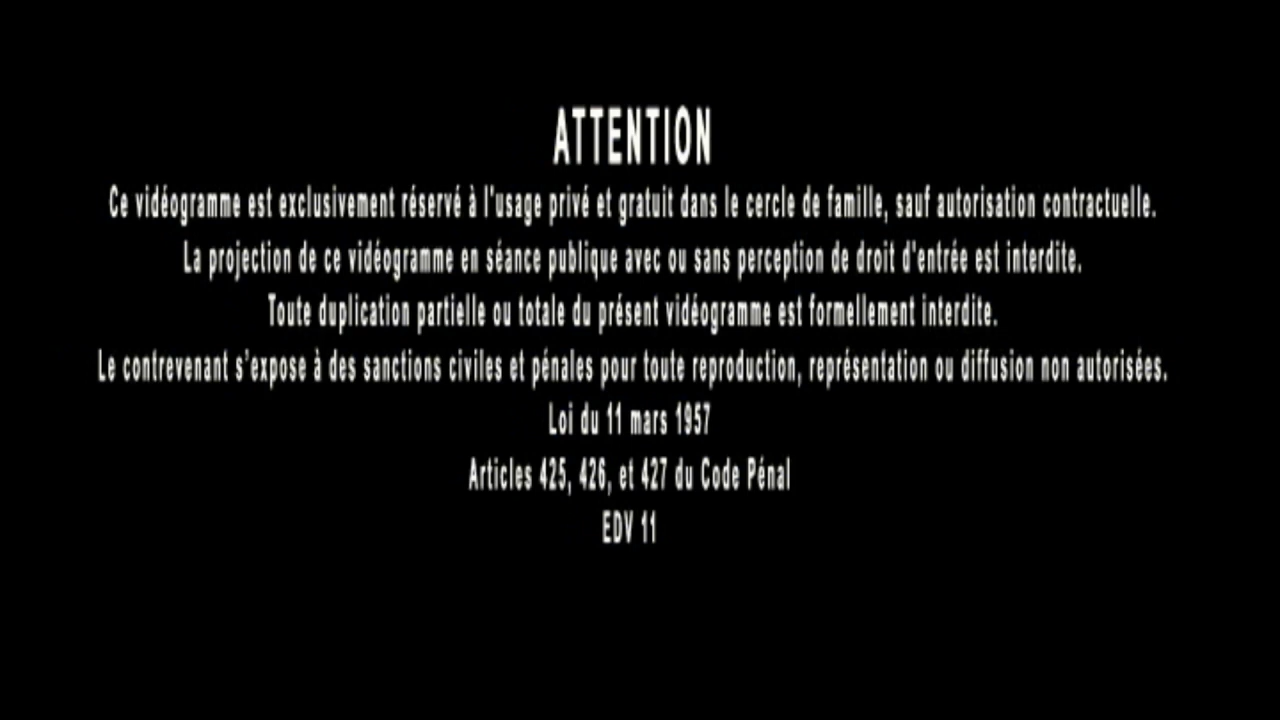 ATTENTION
Ce vidéogramme est exclusivement réservé à l'usage privé et gratuit dans le cercle de famille, sauf autorisation contractuelle.
La projection de ce vidéogramme en séance publique avec ou sans perception de droit d'entrée est interdite.
Toute duplication partielle ou totale du présent vidéogramme est formellement interdite.
Le contrevenant s'expose à des sanctions civiles et pénales pour toute reproduction, représentation ou diffusion non autorisées.
Loi du 11 mars 1957
Articles 425, 426, et 427 du Code Pénal
EDV 11